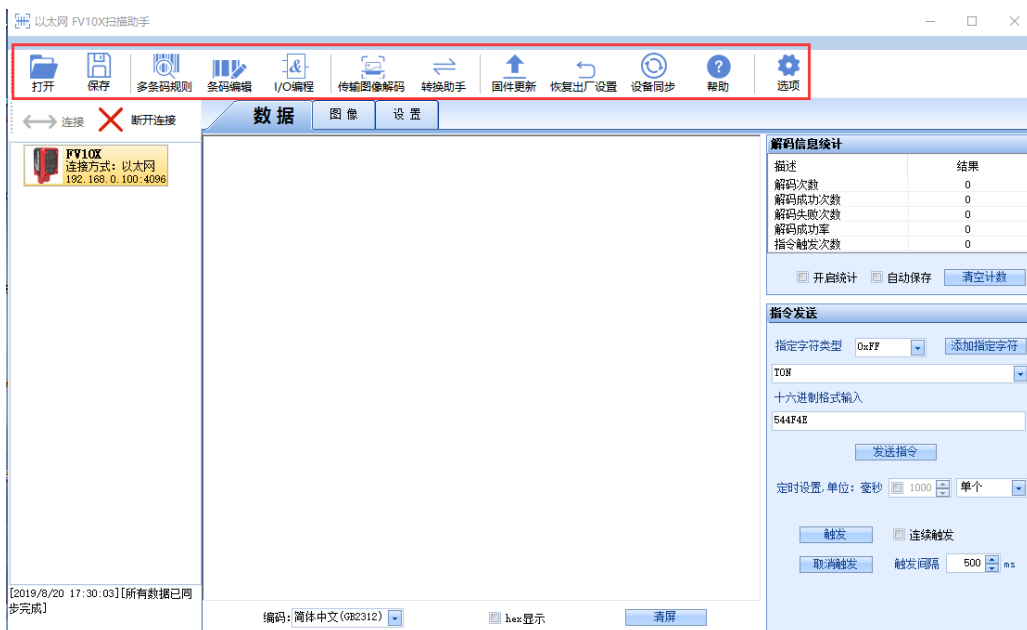 以太网 FV10X扫描助手
打开 保存 多条码规则 条码编辑 I/O编程 传输图像解码 转换助手 固件更新 恢复出厂设置 设备同步 帮助 选项
连接 断开连接
数据 图像 设置
FV10X
连接方式: 以太网
192.168.0.100:4096
解码信息统计
描述 结果
解码次数 0
解码成功次数 0
解码失败次数 0
解码成功率 0
指令触发次数 0
开启统计 自动保存 清空计数
指令发送
指定字符类型 0xFF 添加指定字符
TON
十六进制格式输入
544F4E
发送指令
定时设置,单位: 毫秒 1000 单个
触发 连续触发
取消触发 触发间隔 500 ms
[2019/8/20 17:30:03][所有数据已同
步完成]
编码: 简体中文(GB2312) hex显示 清屏